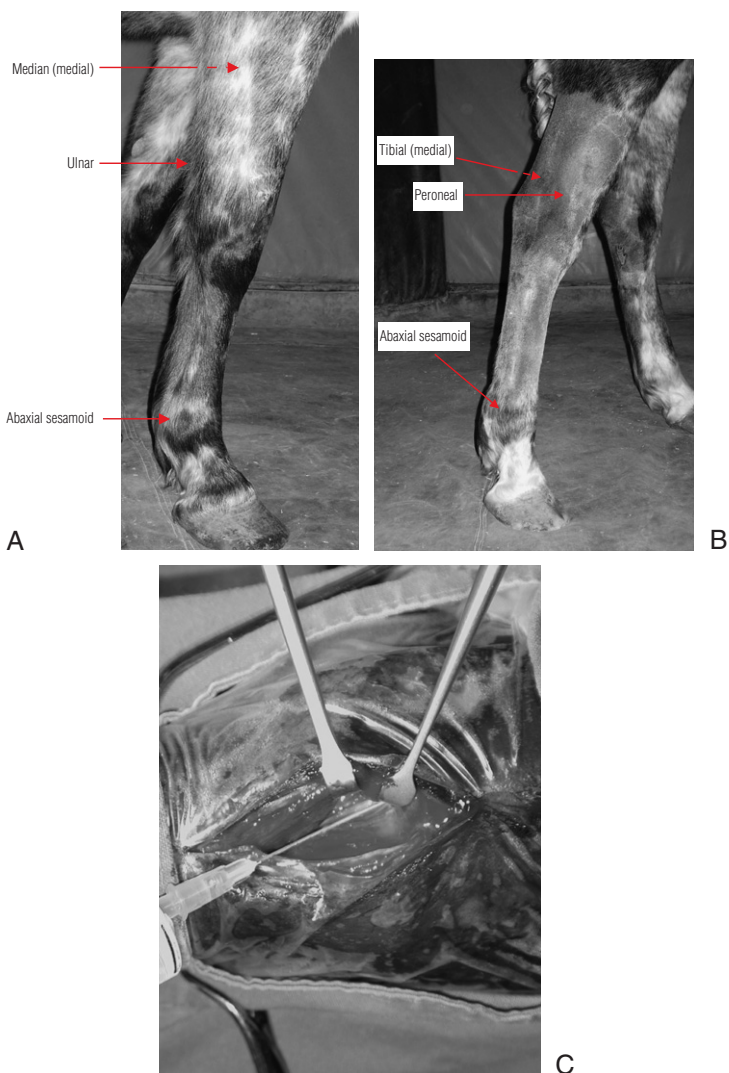 Median (medial)
Ulnar
Abaxial sesamoid
A
Tibial (medial)
Peroneal
Abaxial sesamoid
B
C